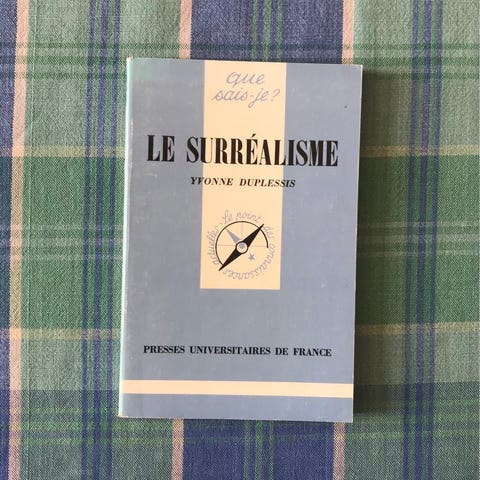 que
sais-je?
LE SURRÉALISME
YVONNE DUPLESSIS
Le point des connaissances actuelles
PRESSES UNIVERSITAIRES DE FRANCE